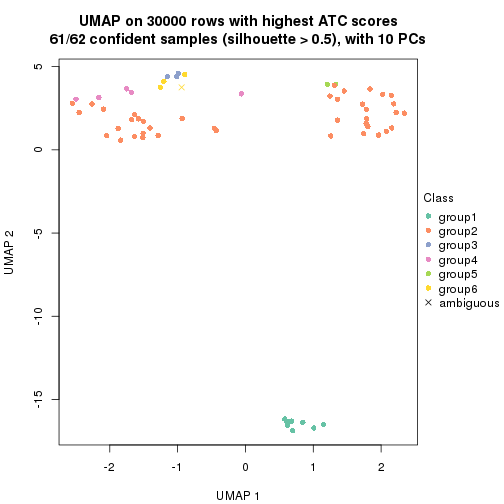 UMAP on 30000 rows with highest ATC scores
61/62 confident samples (silhouette > 0.5), with 10 PCs
5
0
-5
-10
-15
UMAP 2
-2
-1
0
1
2
UMAP 1
Class
group1
group2
group3
group4
group5
group6
ambiguous